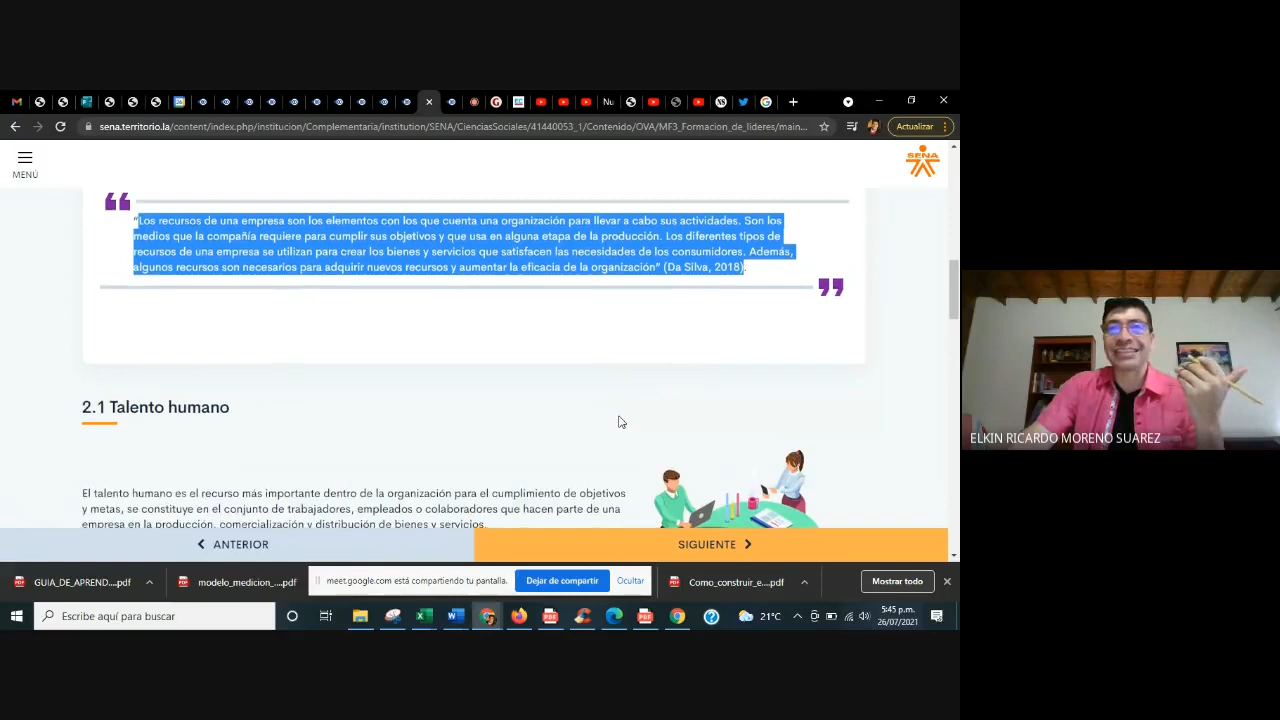 Nu
sena.territorio.la/content/index.php/institucion/Complementaria/institution/SENA/CienciasSociales/41440053_1/Contenido/OVA/MF3_Formacion_de_lideres/main...
Actualizar
MENÚ
SENA
“Los recursos de una empresa son los elementos con los que cuenta una organización para llevar a cabo sus actividades. Son los
medios que la compañía requiere para cumplir sus objetivos y que usa en alguna etapa de la producción. Los diferentes tipos de
recursos de una empresa se utilizan para crear los bienes y servicios que satisfacen las necesidades de los consumidores. Además,
algunos recursos son necesarios para adquirir nuevos recursos y aumentar la eficacia de la organización” (Da Silva, 2018).
2.1 Talento humano
El talento humano es el recurso más importante dentro de la organización para el cumplimiento de objetivos
y metas, se constituye en el conjunto de trabajadores, empleados o colaboradores que hacen parte de una
empresa en la producción, comercialización y distribución de bienes y servicios.
ANTERIOR
SIGUIENTE
ELKIN RICARDO MORENO SUAREZ
GUIA_DE_APREND....pdf
modelo_medicion_....pdf
meet.google.com está compartiendo tu pantalla.
Dejar de compartir
Ocultar
Como_construir_e....pdf
Mostrar todo
Escribe aquí para buscar
21°C
5:45 p.m.
26/07/2021